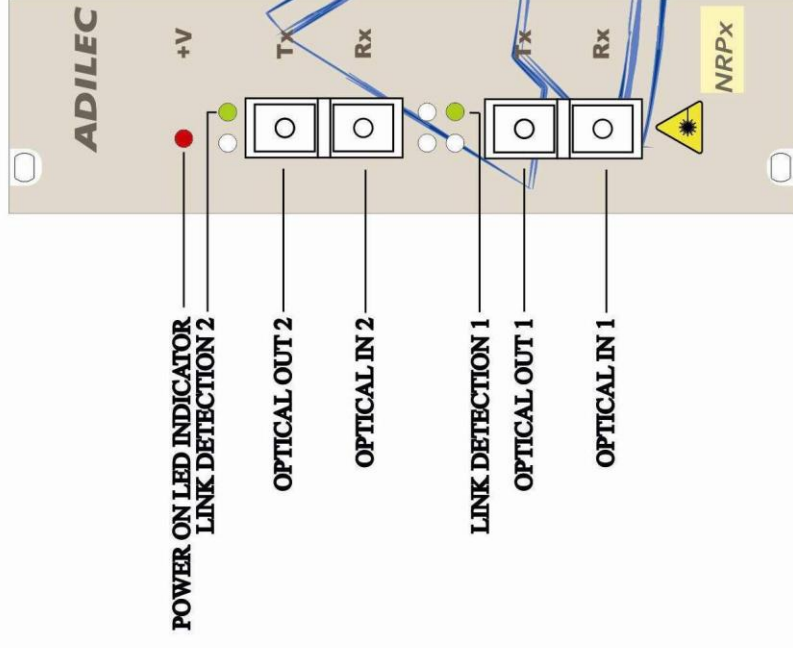 ADILEC
+V
Tx
Rx
Tx
Rx
NRPx
POWER ON LED INDICATOR
LINK DETECTION 2
OPTICAL OUT 2
OPTICAL IN 2
LINK DETECTION 1
OPTICAL OUT 1
OPTICAL IN 1